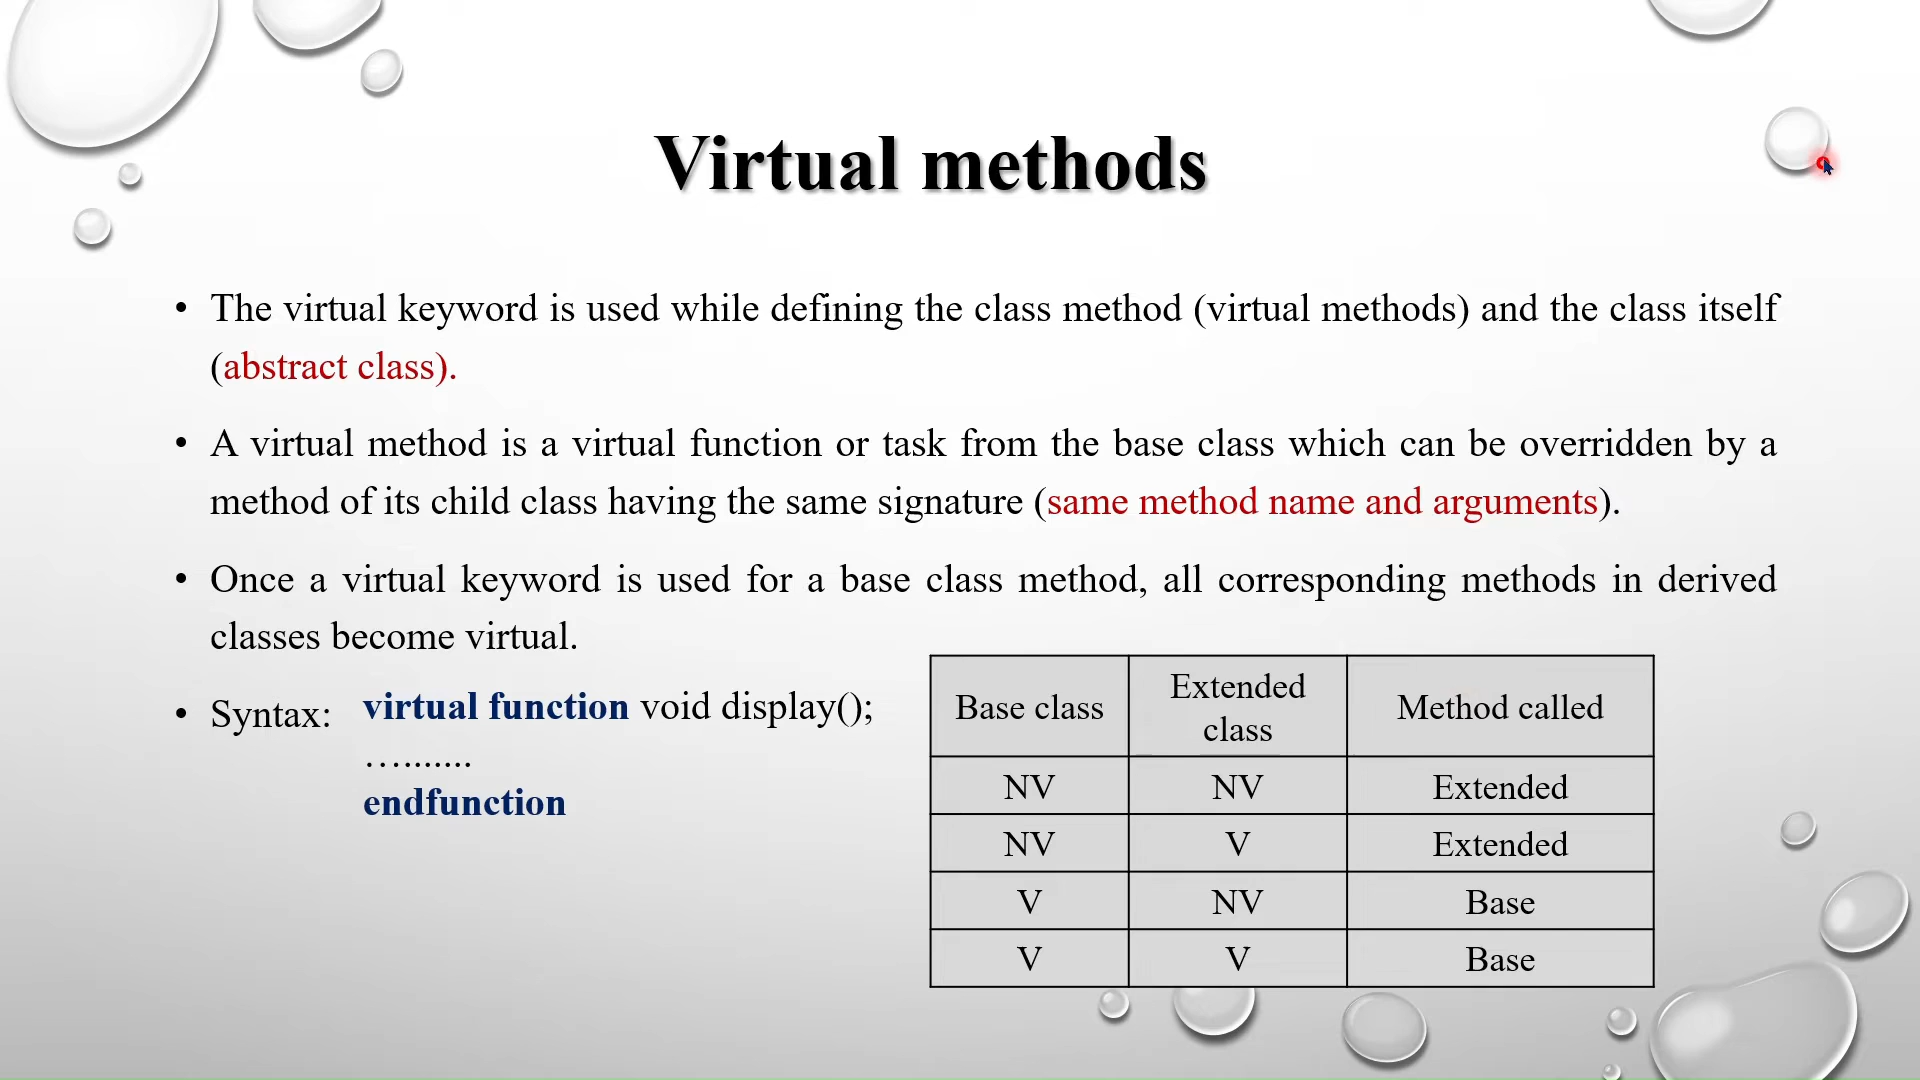 Virtual methods
• The virtual keyword is used while defining the class method (virtual methods) and the class itself
(abstract class).
• A virtual method is a virtual function or task from the base class which can be overridden by a
method of its child class having the same signature (same method name and arguments).
• Once a virtual keyword is used for a base class method, all corresponding methods in derived
classes become virtual.
• Syntax: virtual function void display();
….......
endfunction
Base class Extended class Method called
NV NV Extended
NV V Extended
V NV Base
V V Base